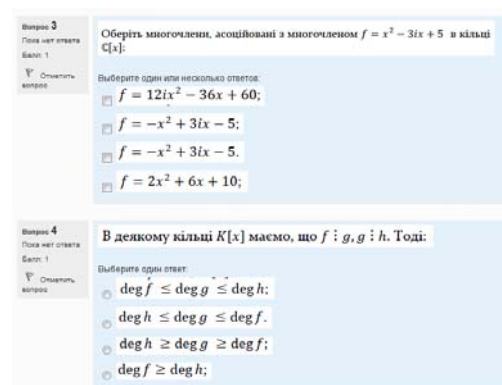 Вопрос 3
Пока нет ответа
Балл: 1
Отметить вопрос
Оберіть многочлени, асоційовані з многочленом f = x² − 3ix + 5 в кільці
ℂ[x]:
Выберите один или несколько ответов:
f = 12ix² − 36x + 60;
f = −x² + 3ix − 5;
f = −x² + 3ix − 5.
f = 2x² + 6x + 10;
Вопрос 4
Пока нет ответа
Балл: 1
Отметить вопрос
В деякому кільці K[x] маємо, що f ⋮ g, g ⋮ h. Тоді:
Выберите один ответ:
deg f ≤ deg g ≤ deg h;
deg h ≤ deg g ≤ deg f.
deg h ≥ deg g ≥ deg f;
deg f ≥ deg h;